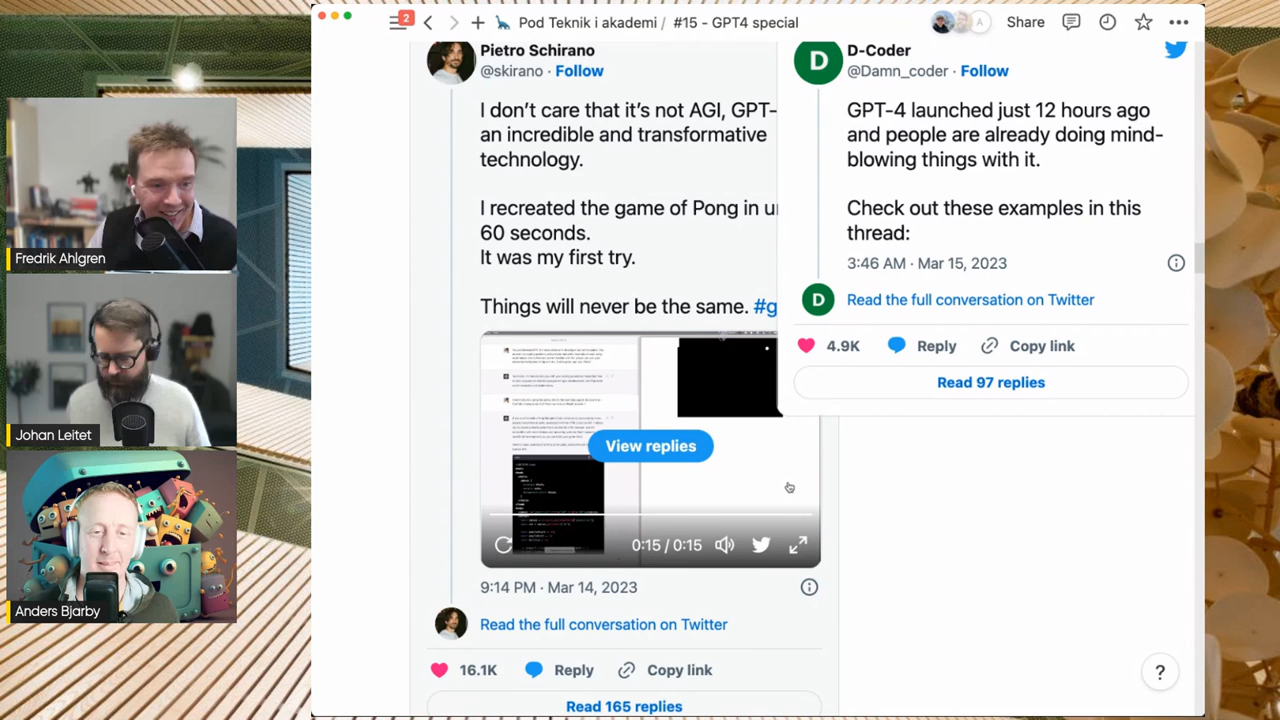 2
Pod Teknik i akademi / #15 - GPT4 special
Share
Pietro Schirano
@skirano · Follow
I don't care that it's not AGI, GPT-
an incredible and transformative
technology.
I recreated the game of Pong in u
60 seconds.
It was my first try.
Things will never be the same. #g
View replies
0:15 / 0:15
9:14 PM · Mar 14, 2023
Read the full conversation on Twitter
16.1K
Reply
Copy link
Read 165 replies
D
D-Coder
@Damn_coder · Follow
GPT-4 launched just 12 hours ago
and people are already doing mind-
blowing things with it.
Check out these examples in this
thread:
3:46 AM · Mar 15, 2023
D
Read the full conversation on Twitter
4.9K
Reply
Copy link
Read 97 replies
A
?
Fredrik Ahlgren
Johan Leitet
Anders Bjarby